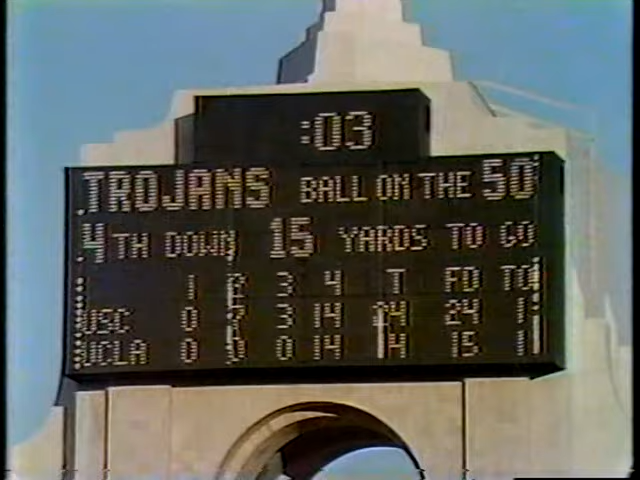 :03
TROJANS BALL ON THE 50
4TH DOWN 15 YARDS TO GO
1 2 3 4 T FD TO
USC 0 7 3 14 24 24 1
UCLA 0 0 0 14 14 15 1